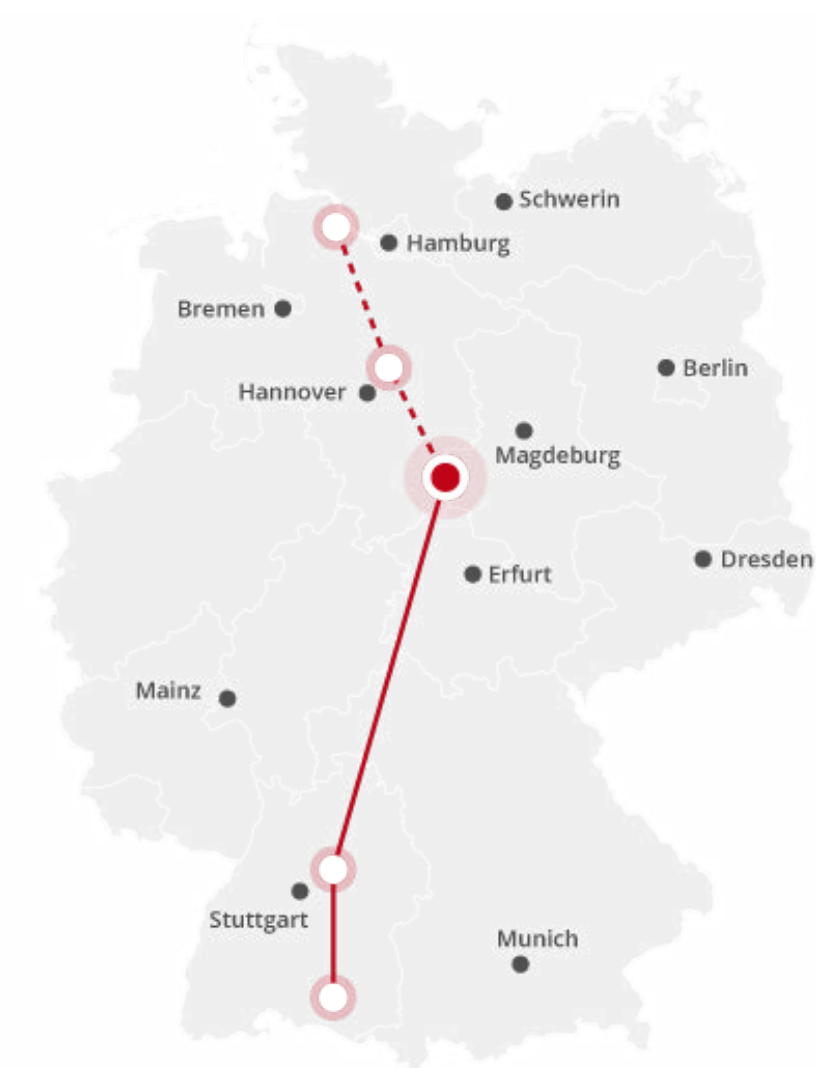 Schwerin
Hamburg
Bremen
Berlin
Hannover
Magdeburg
Dresden
Erfurt
Mainz
Stuttgart
Munich